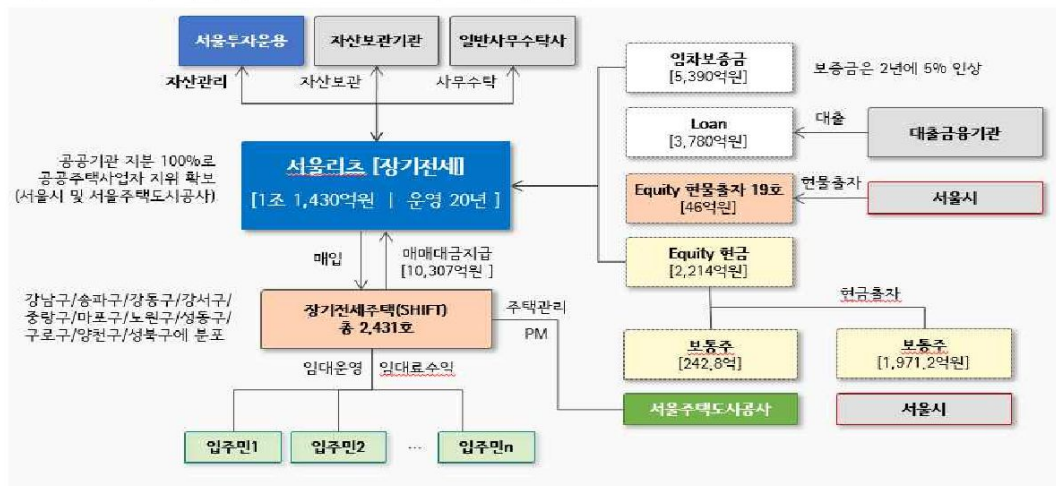 서울투자운용
자산보관기관
일반사무수탁사
자산관리
자산보관
사무수탁
공공기관 지분 100%로
공공주택사업자 지위 확보
(서울시 및 서울주택도시공사)
서울리츠 [장기전세]
[1조 1,430억원 | 운영 20년 ]
매입
매매대금지급
[10,307억원 ]
강남구/송파구/강동구/강서구/
중랑구/마포구/노원구/성동구/
구로구/양천구/성북구에 분포
장기전세주택(SHIFT)
총 2,431호
주택관리
PM
임대운영
임대료수익
입주민1
입주민2
...
입주민n
임차보증금
[5,390억원]
보증금은 2년에 5% 인상
Loan
[3,780억원]
대출
대출금융기관
Equity 현물출자 19호
[46억원]
현물출자
서울시
Equity 현금
[2,214억원]
현금출자
보통주
[242.8억]
보통주
[1,971.2억원]
서울주택도시공사
서울시